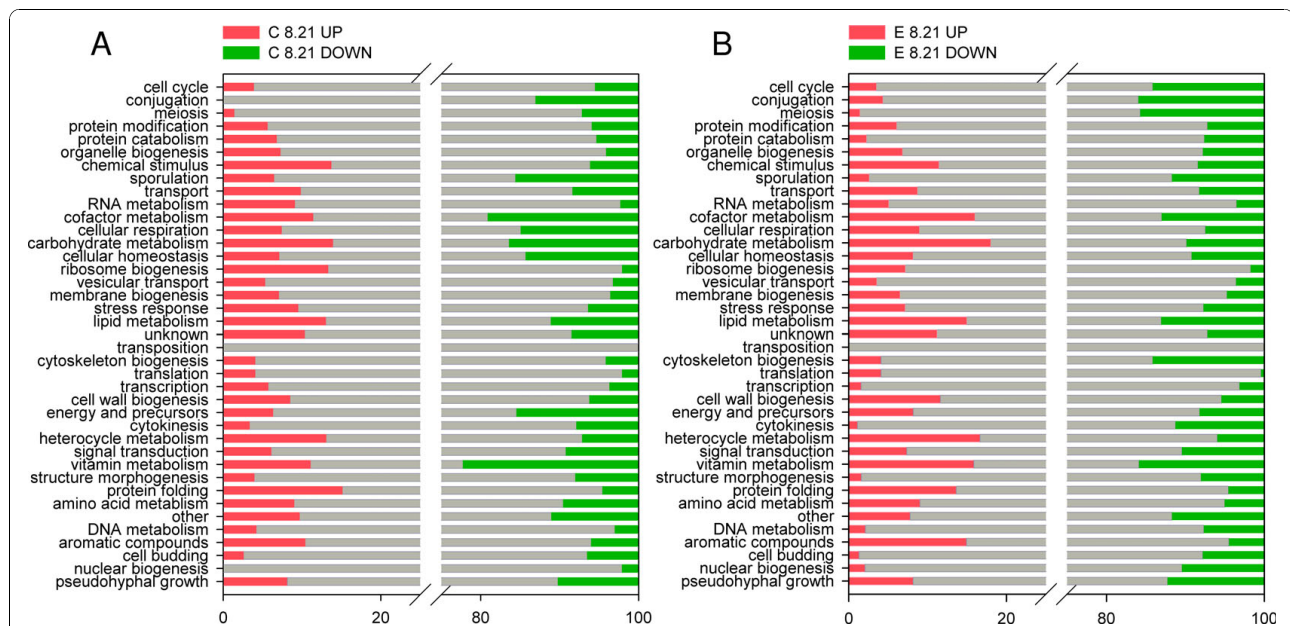 A
C 8.21 UP
C 8.21 DOWN
cell cycle
conjugation
meiosis
protein modification
protein catabolism
organelle biogenesis
chemical stimulus
sporulation
transport
RNA metabolism
cofactor metabolism
cellular respiration
carbohydrate metabolism
cellular homeostasis
ribosome biogenesis
vesicular transport
membrane biogenesis
stress response
lipid metabolism
unknown
transposition
cytoskeleton biogenesis
translation
transcription
cell wall biogenesis
energy and precursors
cytokinesis
heterocycle metabolism
signal transduction
vitamin metabolism
structure morphogenesis
protein folding
amino acid metablism
other
DNA metabolism
aromatic compounds
cell budding
nuclear biogenesis
pseudohyphal growth
0 20 80 100
B
E 8.21 UP
E 8.21 DOWN
cell cycle
conjugation
meiosis
protein modification
protein catabolism
organelle biogenesis
chemical stimulus
sporulation
transport
RNA metabolism
cofactor metabolism
cellular respiration
carbohydrate metabolism
cellular homeostasis
ribosome biogenesis
vesicular transport
membrane biogenesis
stress response
lipid metabolism
unknown
transposition
cytoskeleton biogenesis
translation
transcription
cell wall biogenesis
energy and precursors
cytokinesis
heterocycle metabolism
signal transduction
vitamin metabolism
structure morphogenesis
protein folding
amino acid metabolism
other
DNA metabolism
aromatic compounds
cell budding
nuclear biogenesis
pseudohyphal growth
0 20 80 100